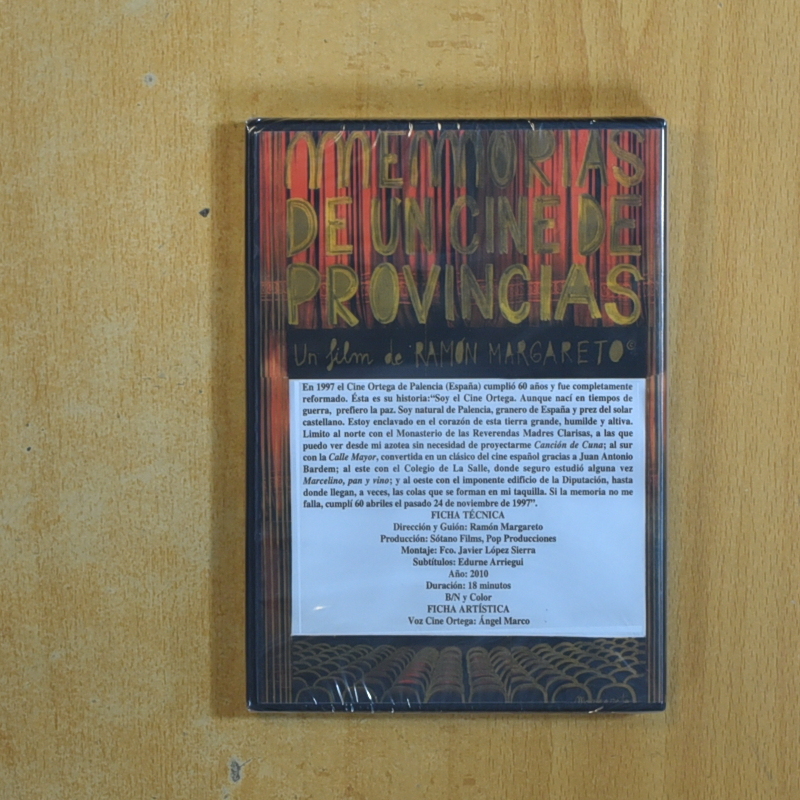 MEMORIAS
DE UN CINE DE
PROVINCIAS
Un film de RAMÓN MARGARETO©
En 1997 el Cine Ortega de Palencia (España) cumplió 60 años y fue completamente
reformado. Ésta es su historia:“Soy el Cine Ortega. Aunque nací en tiempos de
guerra, prefiero la paz. Soy natural de Palencia, granero de España y prez del solar
castellano. Estoy enclavado en el corazón de esta tierra grande, humilde y altiva.
Limito al norte con el Monasterio de las Reverendas Madres Clarisas, a las que
puedo ver desde mi azotea sin necesidad de proyectarme Canción de Cuna; al sur
con la Calle Mayor, convertida en un clásico del cine español gracias a Juan Antonio
Bardem; al este con el Colegio de La Salle, donde seguro estudió alguna vez
Marcelino, pan y vino; y al oeste con el imponente edificio de la Diputación, hasta
donde llegan, a veces, las colas que se forman en mi taquilla. Si la memoria no me
falla, cumplí 60 abriles el pasado 24 de noviembre de 1997”.
FICHA TÉCNICA
Dirección y Guión: Ramón Margareto
Producción: Sótano Films, Pop Producciones
Montaje: Fco. Javier López Sierra
Subtítulos: Edurne Arriegui
Año: 2010
Duración: 18 minutos
B/N y Color
FICHA ARTÍSTICA
Voz Cine Ortega: Ángel Marco